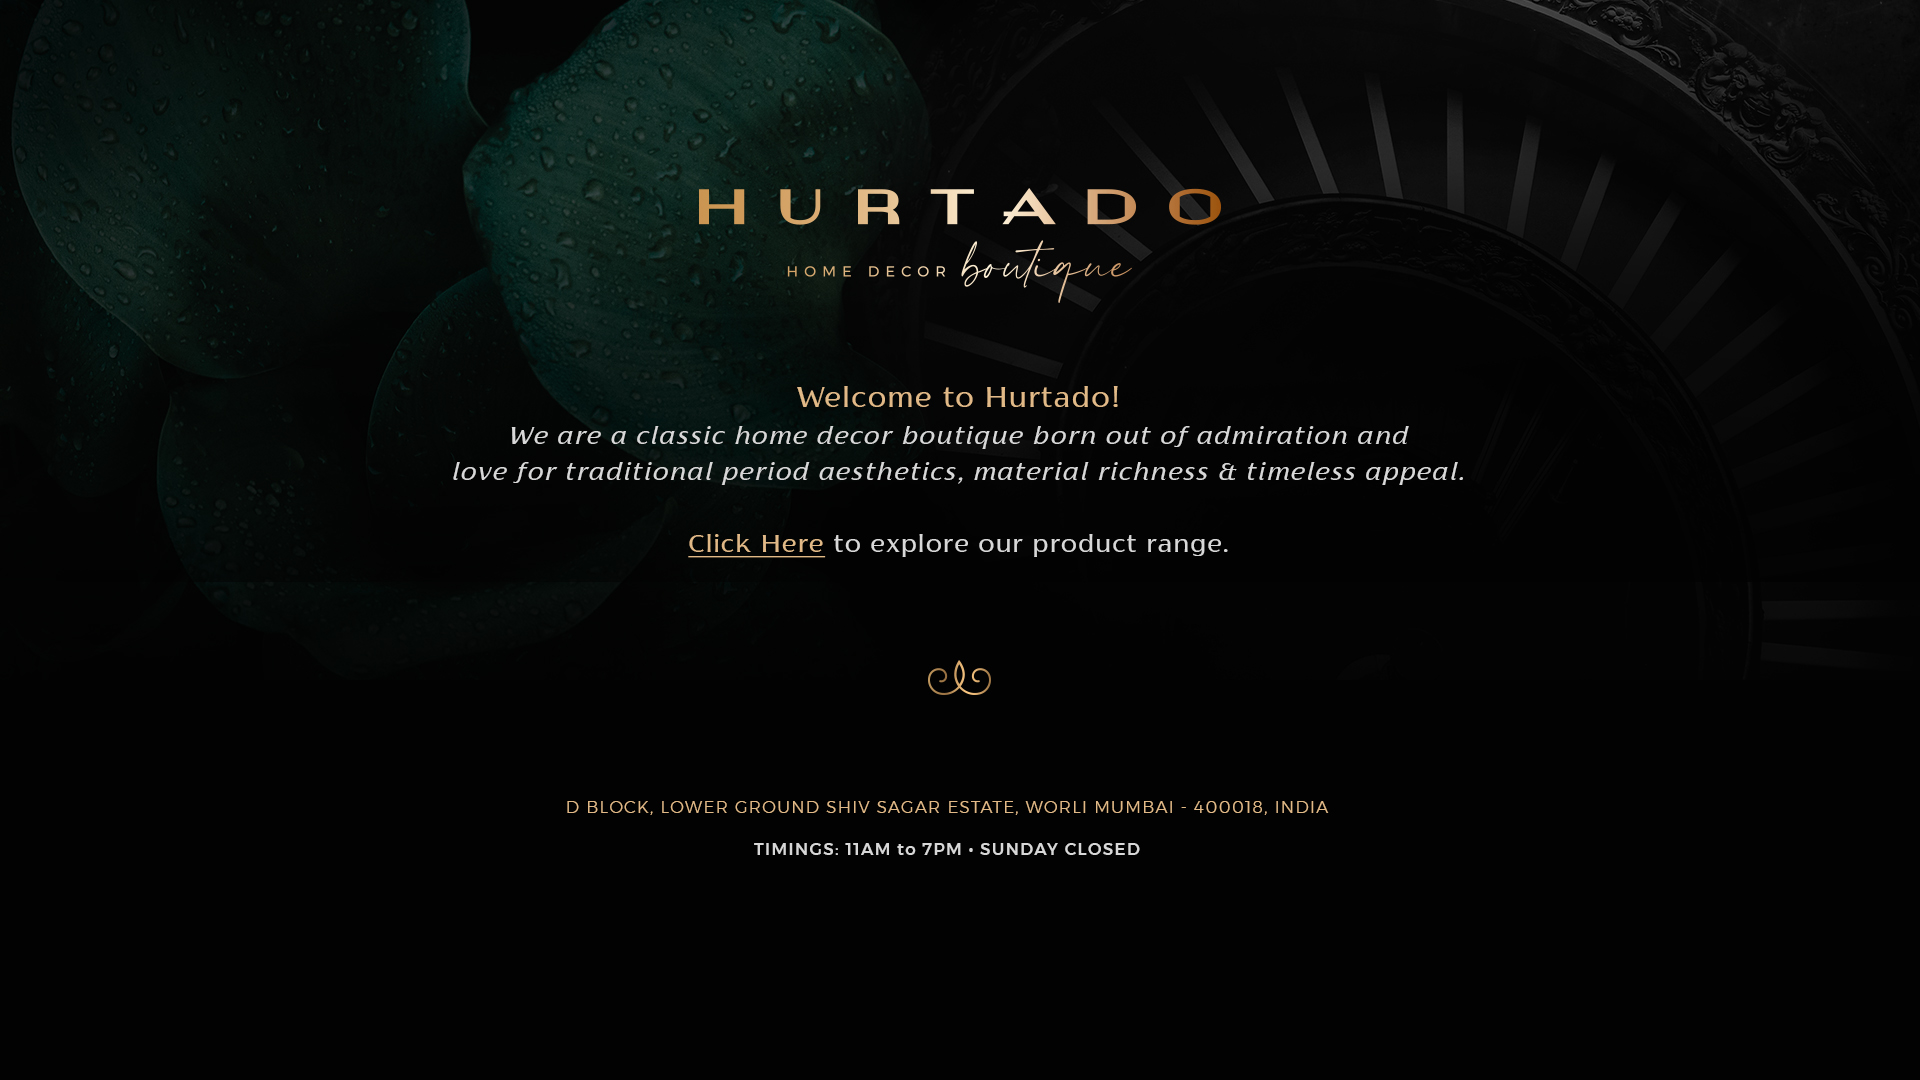 HURTADO
HOME DECOR boutique
Welcome to Hurtado!
We are a classic home decor boutique born out of admiration and
love for traditional period aesthetics, material richness & timeless appeal.
Click Here to explore our product range.
D BLOCK, LOWER GROUND SHIV SAGAR ESTATE, WORLI MUMBAI - 400018, INDIA
TIMINGS: 11AM to 7PM • SUNDAY CLOSED